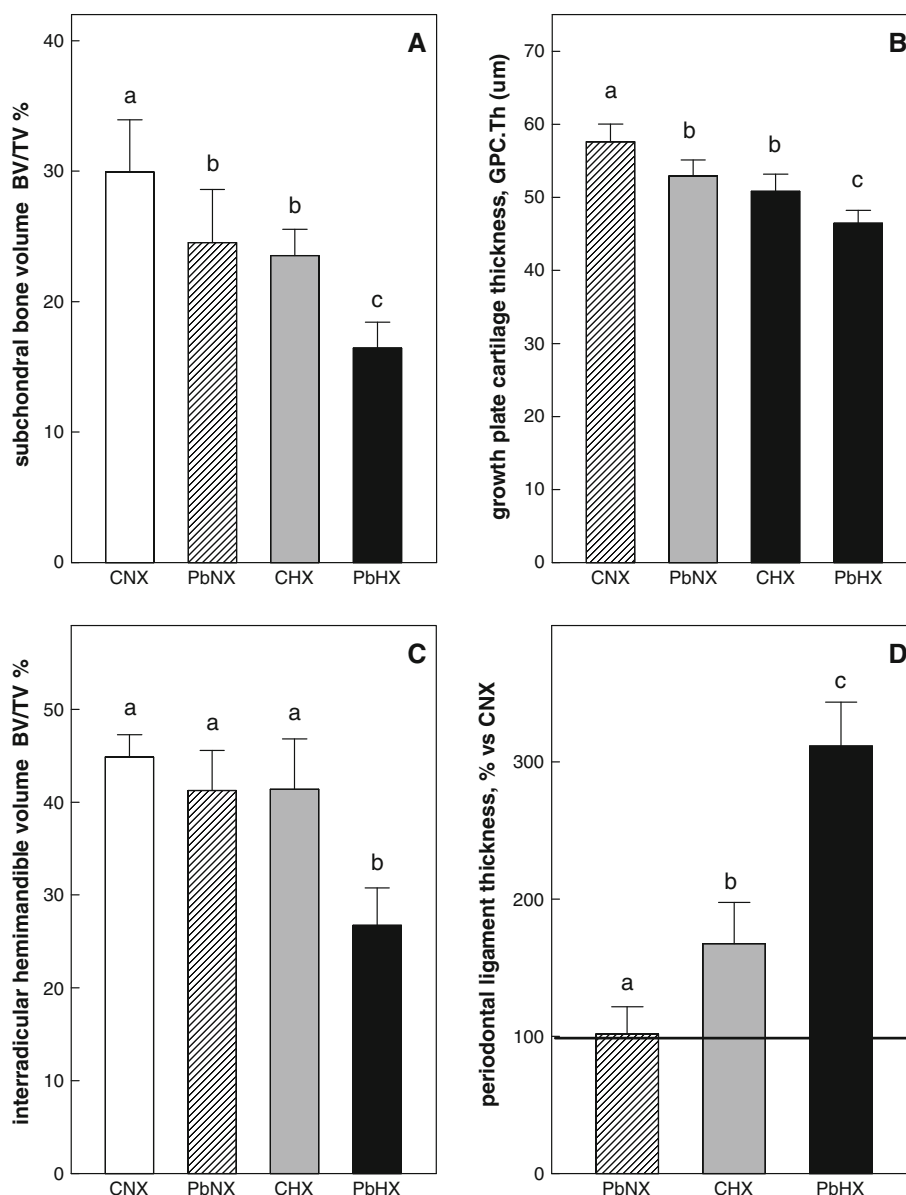 A
subchondral bone volume BV/TV %
40
30
20
10
0
a
b
b
c
CNX PbNX CHX PbHX
B
growth plate cartilage thickness, GPC.Th (um)
70
60
50
40
30
20
10
0
a
b
b
c
CNX PbNX CHX PbHX
C
interradicular hemimandible volume BV/TV %
50
40
30
20
10
0
a
a
a
b
CNX PbNX CHX PbHX
D
periodontal ligament thickness, % vs CNX
300
200
100
0
a
b
c
PbNX CHX PbHX